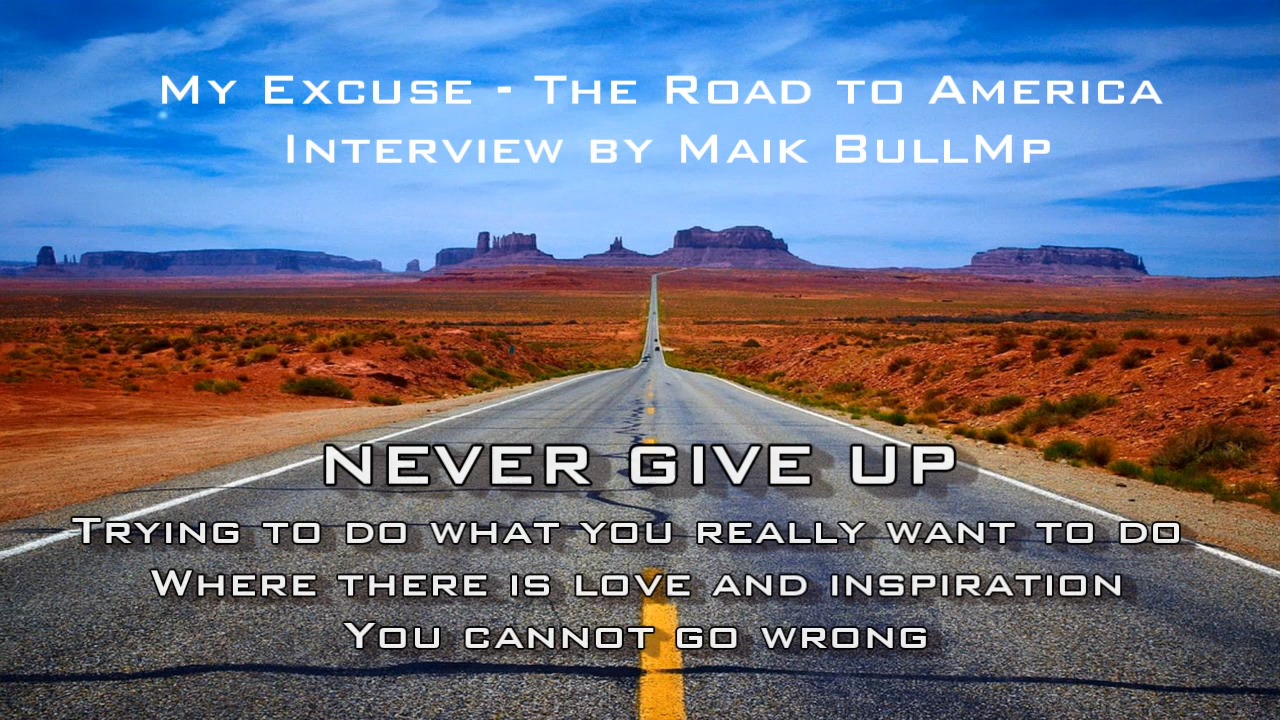 My Excuse - The Road to America
Interview by Maik BullMp
NEVER GIVE UP
Trying to do what you really want to do
Where there is love and inspiration
You cannot go wrong